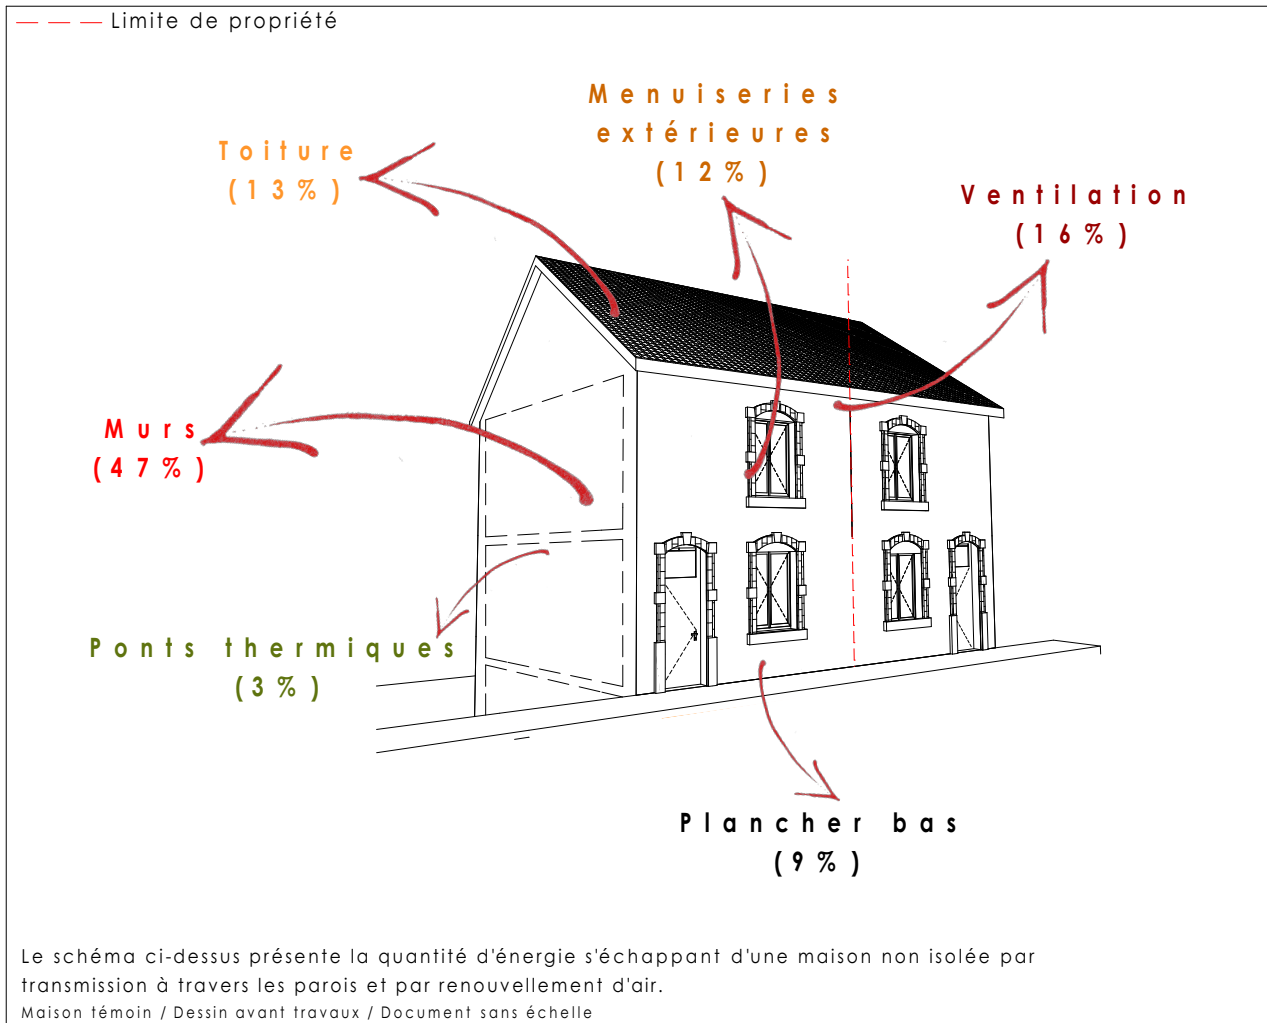 Limite de propriété
Menuiseries
extérieures
(12%)
Toiture
(13%)
Ventilation
(16%)
Murs
(47%)
Ponts thermiques
(3%)
Plancher bas
(9%)
Le schéma ci-dessus présente la quantité d'énergie s'échappant d'une maison non isolée par
transmission à travers les parois et par renouvellement d'air.
Maison témoin / Dessin avant travaux / Document sans échelle